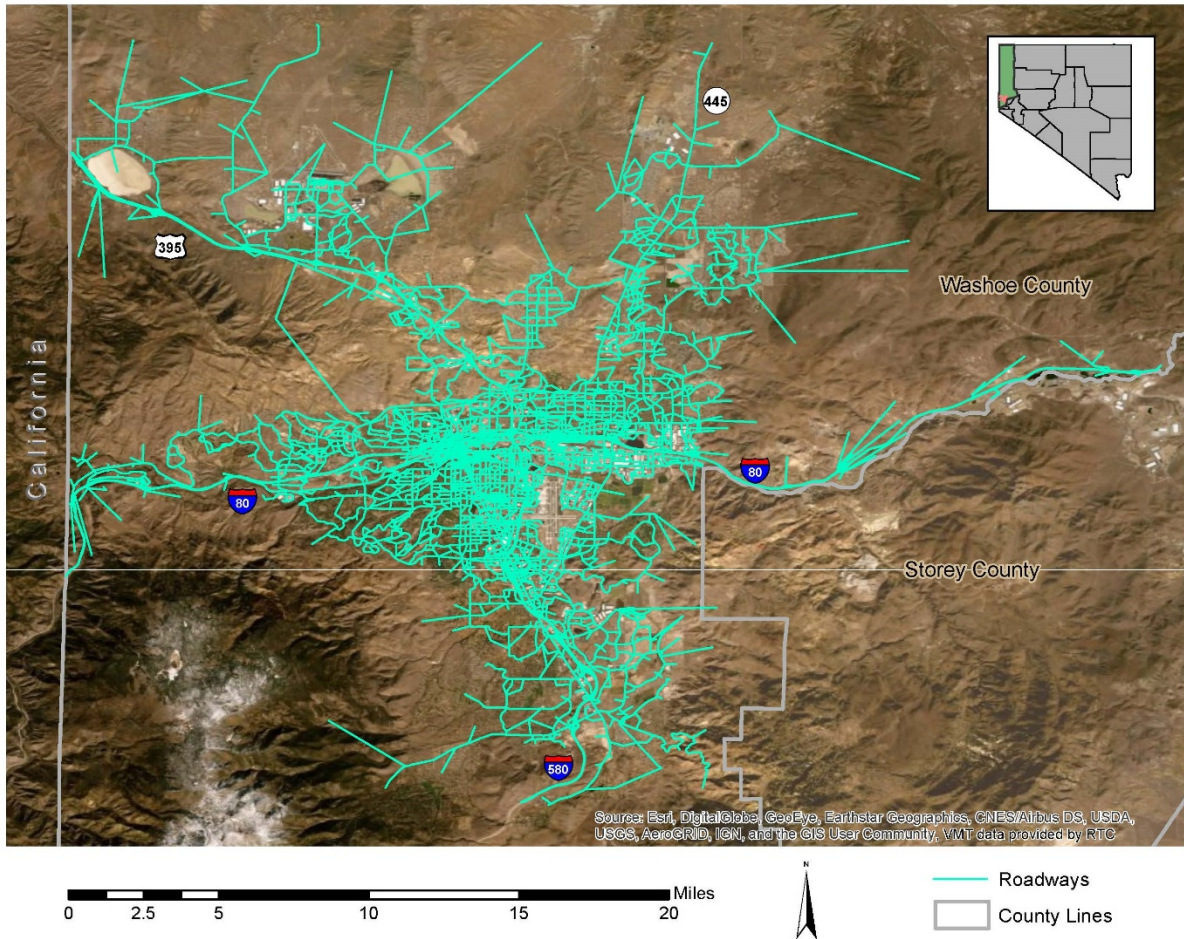 445
395
Washoe County
California
80
80
Storey County
580
Source: Esri, DigitalGlobe, GeoEye, Earthstar Geographics, CNES/Airbus DS, USDA,
USGS, AeroGRID, IGN, and the GIS User Community, VMT data provided by RTC
Miles
0 2.5 5 10 15 20
N
Roadways
County Lines